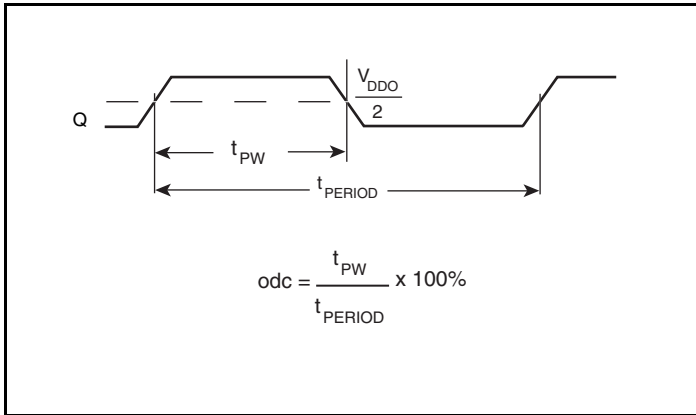 V_DDO
2
Q
t_PW
t_PERIOD
odc = t_PW / t_PERIOD x 100%